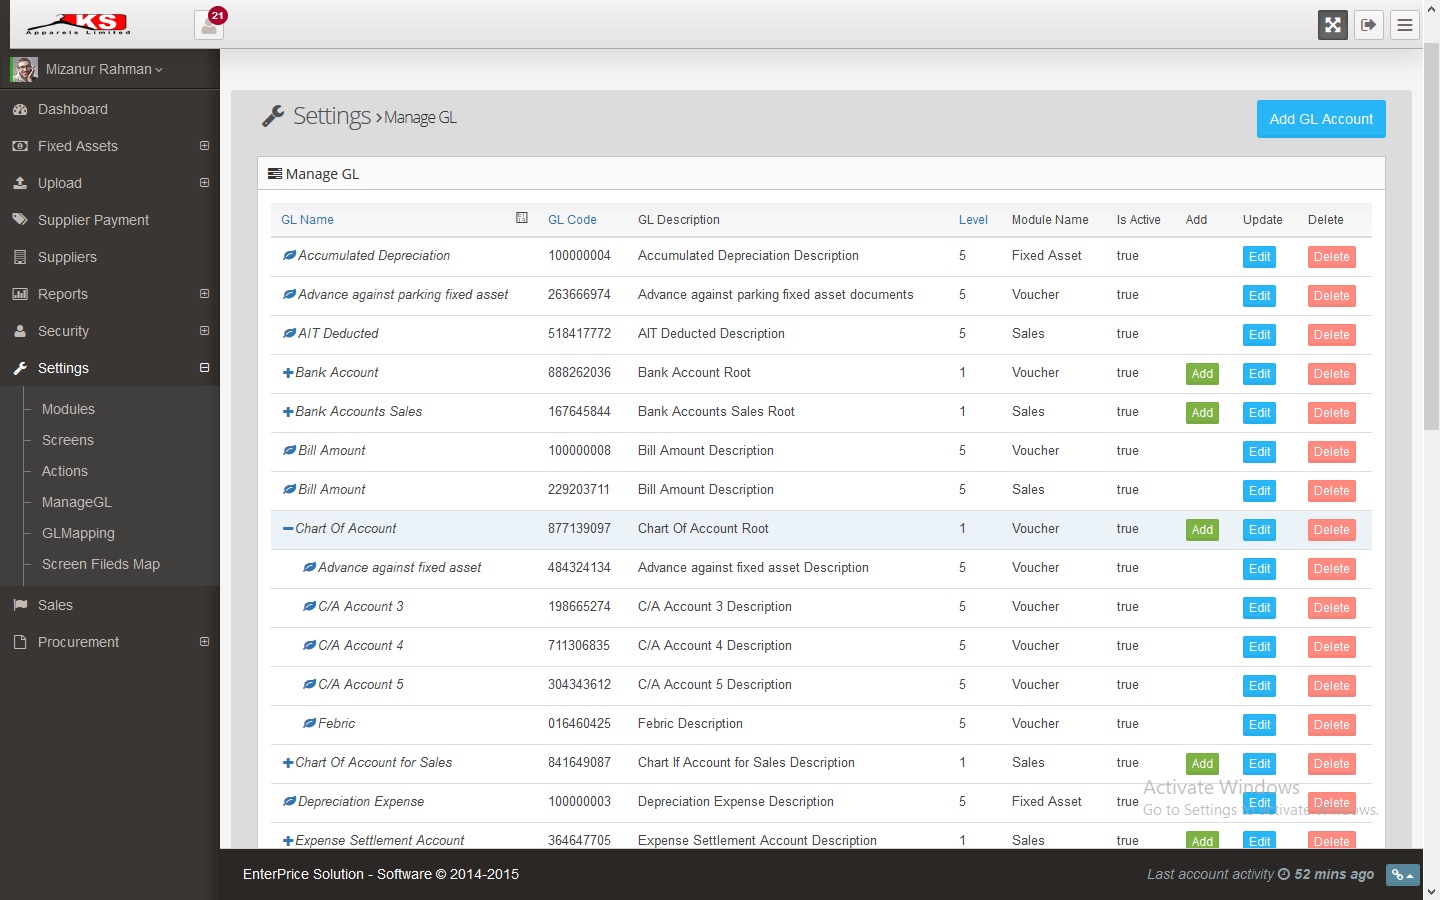 KS
Apparels Limited
21
Mizanur Rahman
Dashboard
Fixed Assets
Upload
Supplier Payment
Suppliers
Reports
Security
Settings
Modules
Screens
Actions
ManageGL
GLMapping
Screen Fileds Map
Sales
Procurement
Settings > Manage GL
Add GL Account
Manage GL
GL Name GL Code GL Description Level Module Name Is Active Add Update Delete
Accumulated Depreciation 100000004 Accumulated Depreciation Description 5 Fixed Asset true Edit Delete
Advance against parking fixed asset 263666974 Advance against parking fixed asset documents 5 Voucher true Edit Delete
AIT Deducted 518417772 AIT Deducted Description 5 Sales true Edit Delete
Bank Account 888262036 Bank Account Root 1 Voucher true Add Edit Delete
Bank Accounts Sales 167645844 Bank Accounts Sales Root 1 Sales true Add Edit Delete
Bill Amount 100000008 Bill Amount Description 5 Voucher true Edit Delete
Bill Amount 229203711 Bill Amount Description 5 Sales true Edit Delete
Chart Of Account 877139097 Chart Of Account Root 1 Voucher true Add Edit Delete
Advance against fixed asset 484324134 Advance against fixed asset Description 5 Voucher true Edit Delete
C/A Account 3 198665274 C/A Account 3 Description 5 Voucher true Edit Delete
C/A Account 4 711306835 C/A Account 4 Description 5 Voucher true Edit Delete
C/A Account 5 304343612 C/A Account 5 Description 5 Voucher true Edit Delete
Febric 016460425 Febric Description 5 Voucher true Edit Delete
Chart Of Account for Sales 841649087 Chart If Account for Sales Description 1 Sales true Add Edit Delete
Depreciation Expense 100000003 Depreciation Expense Description 5 Fixed Asset true Edit Delete
Expense Settlement Account 364647705 Expense Settlement Account Description 1 Sales true Add Edit Delete
Activate Windows
Go to Settings to activate Windows.
EnterPrice Solution - Software © 2014-2015
Last account activity 52 mins ago